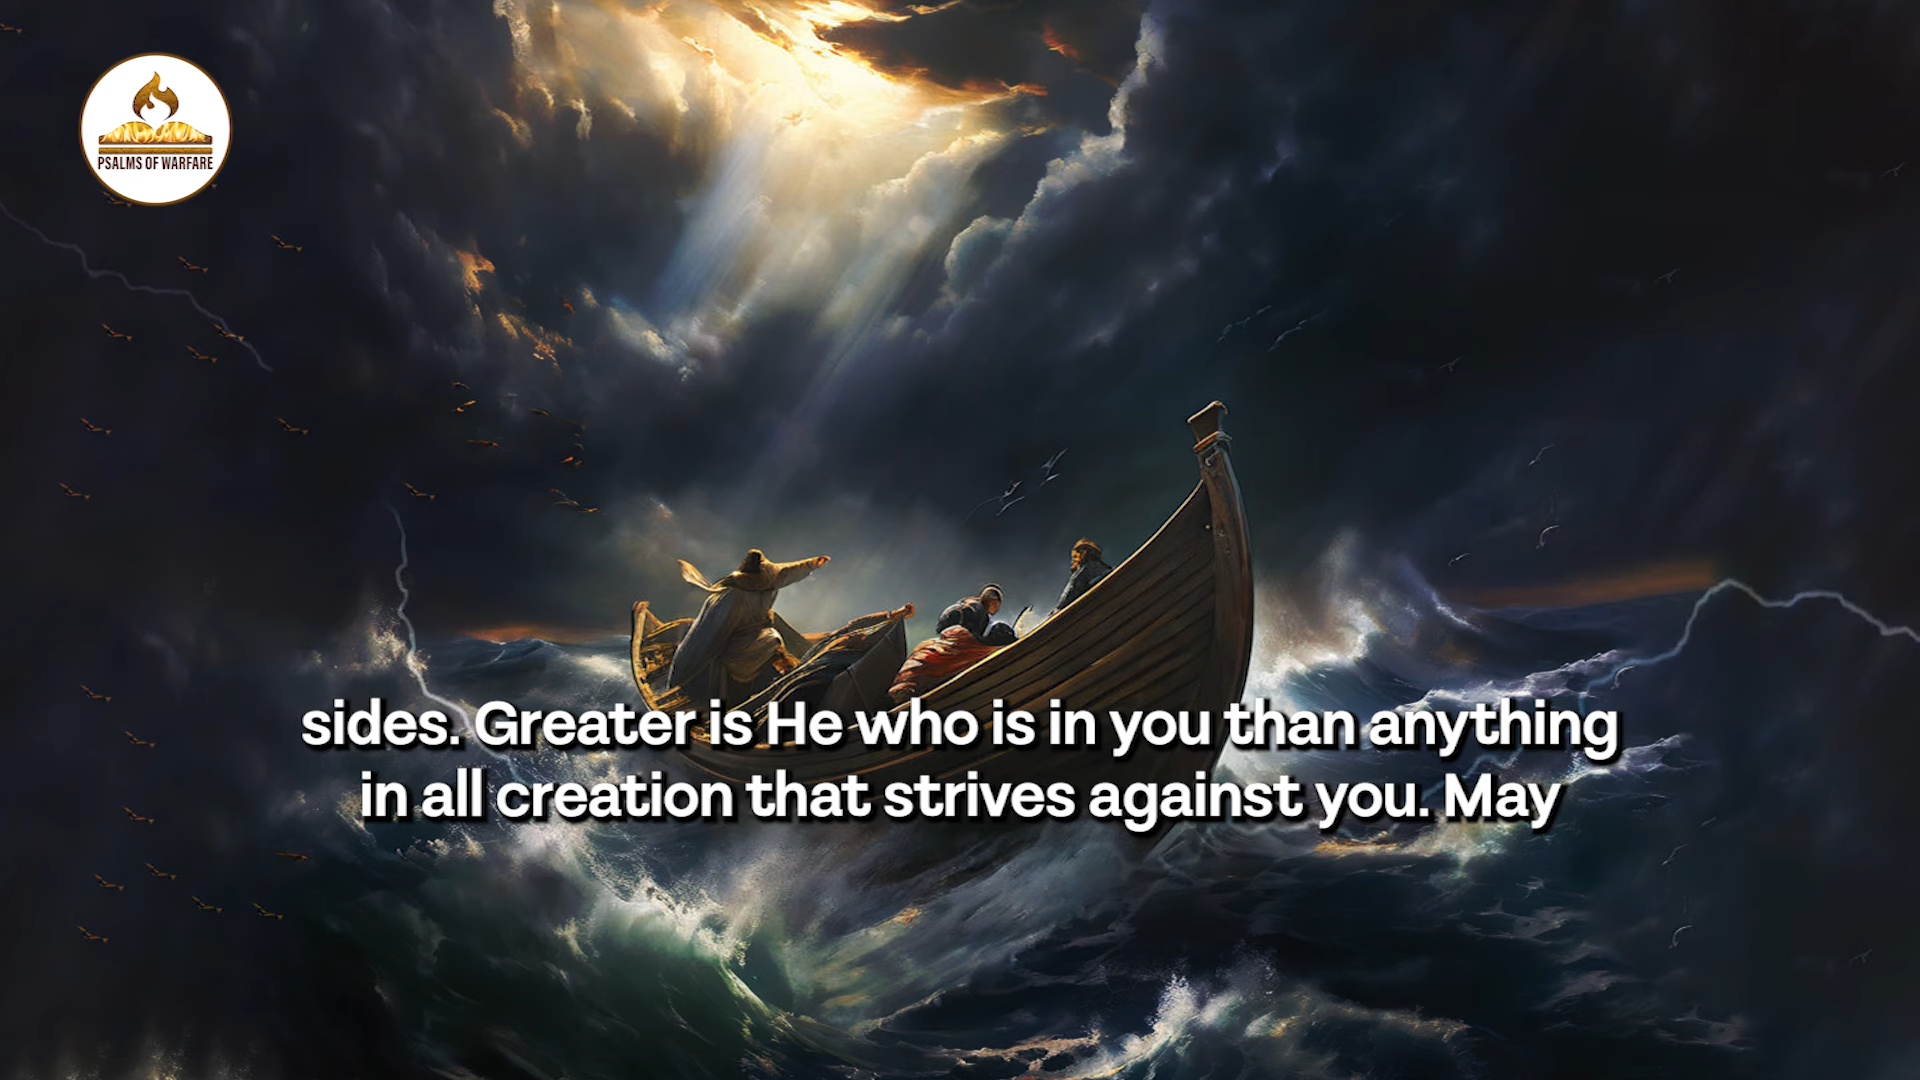 PSALMS OF WARFARE
sides. Greater is He who is in you than anything
in all creation that strives against you. May